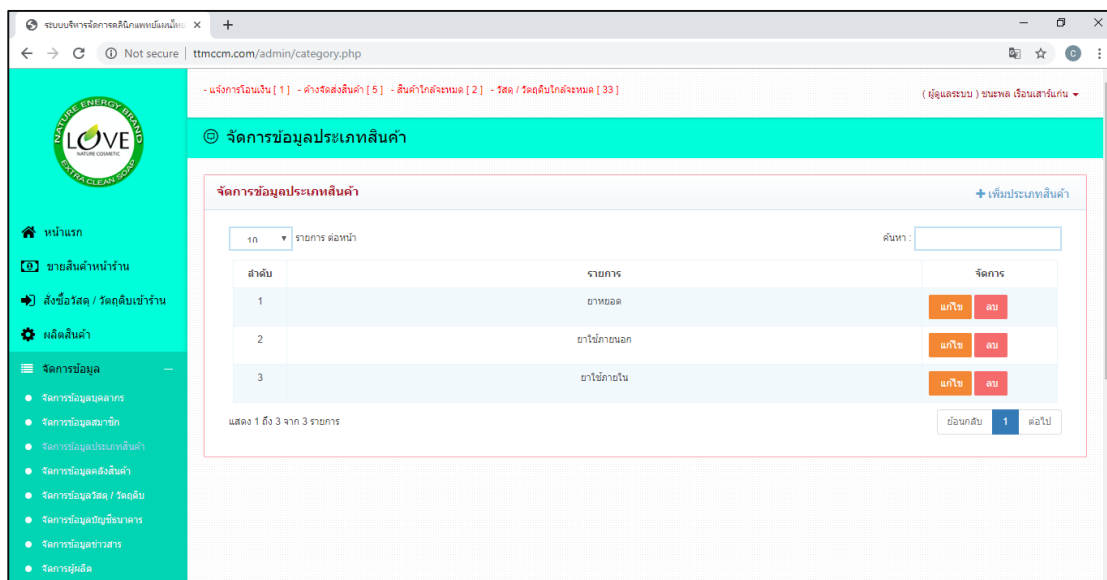 ระบบบริหารจัดการคลินิกแพทย์แผนไทย
Not secure | ttmccm.com/admin/category.php
C
NATURE ENERGY BRAND
LOVE
NATURE COSMETIC
EXTRA CLEAN SOAP
- แจ้งการโอนเงิน [ 1 ] - ค้างจัดส่งสินค้า [ 5 ] - สินค้าใกล้จะหมด [ 2 ] - วัสดุ / วัตถุดิบใกล้จะหมด [ 33 ]
( ผู้ดูแลระบบ ) ชนะพล เรือนเสาร์แก่น
จัดการข้อมูลประเภทสินค้า
จัดการข้อมูลประเภทสินค้า
+ เพิ่มประเภทสินค้า
10 รายการ ต่อหน้า
ค้นหา :
ลำดับ รายการ จัดการ
1 ยาหยอด แก้ไข ลบ
2 ยาใช้ภายนอก แก้ไข ลบ
3 ยาใช้ภายใน แก้ไข ลบ
แสดง 1 ถึง 3 จาก 3 รายการ
ย้อนกลับ 1 ต่อไป
หน้าแรก
ขายสินค้าหน้าร้าน
สั่งซื้อวัสดุ / วัตถุดิบเข้าร้าน
ผลิตสินค้า
จัดการข้อมูล
จัดการข้อมูลบุคลากร
จัดการข้อมูลสมาชิก
จัดการข้อมูลประเภทสินค้า
จัดการข้อมูลคลังสินค้า
จัดการข้อมูลวัสดุ / วัตถุดิบ
จัดการข้อมูลบัญชีธนาคาร
จัดการข้อมูลข่าวสาร
จัดการผู้ผลิต